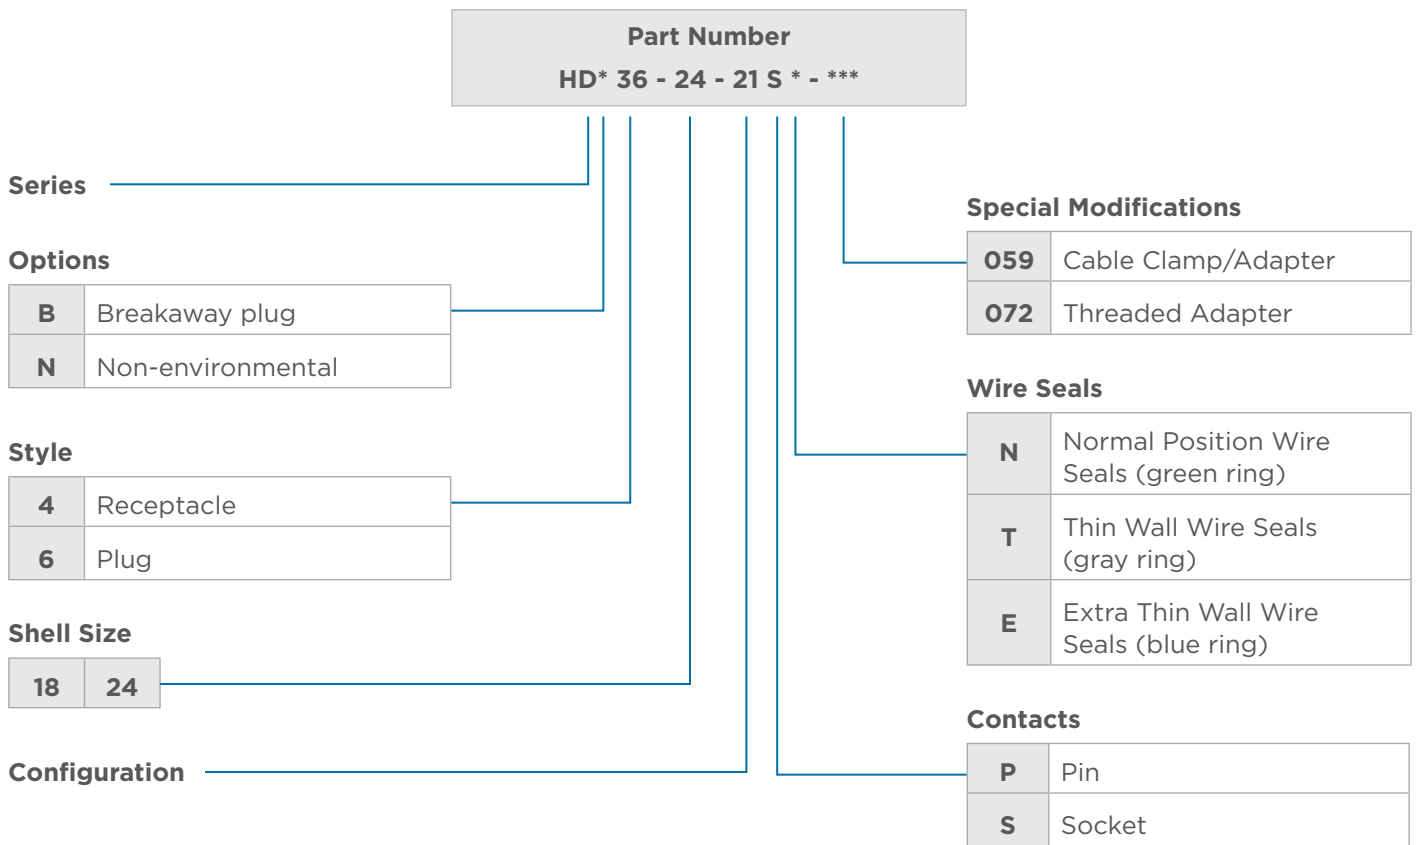 Part Number
HD* 36 - 24 - 21 S * - ***
Series
Options
B Breakaway plug
N Non-environmental
Style
4 Receptacle
6 Plug
Shell Size
18 24
Configuration
Special Modifications
059 Cable Clamp/Adapter
072 Threaded Adapter
Wire Seals
N Normal Position Wire
Seals (green ring)
T Thin Wall Wire Seals
(gray ring)
E Extra Thin Wall Wire
Seals (blue ring)
Contacts
P Pin
S Socket